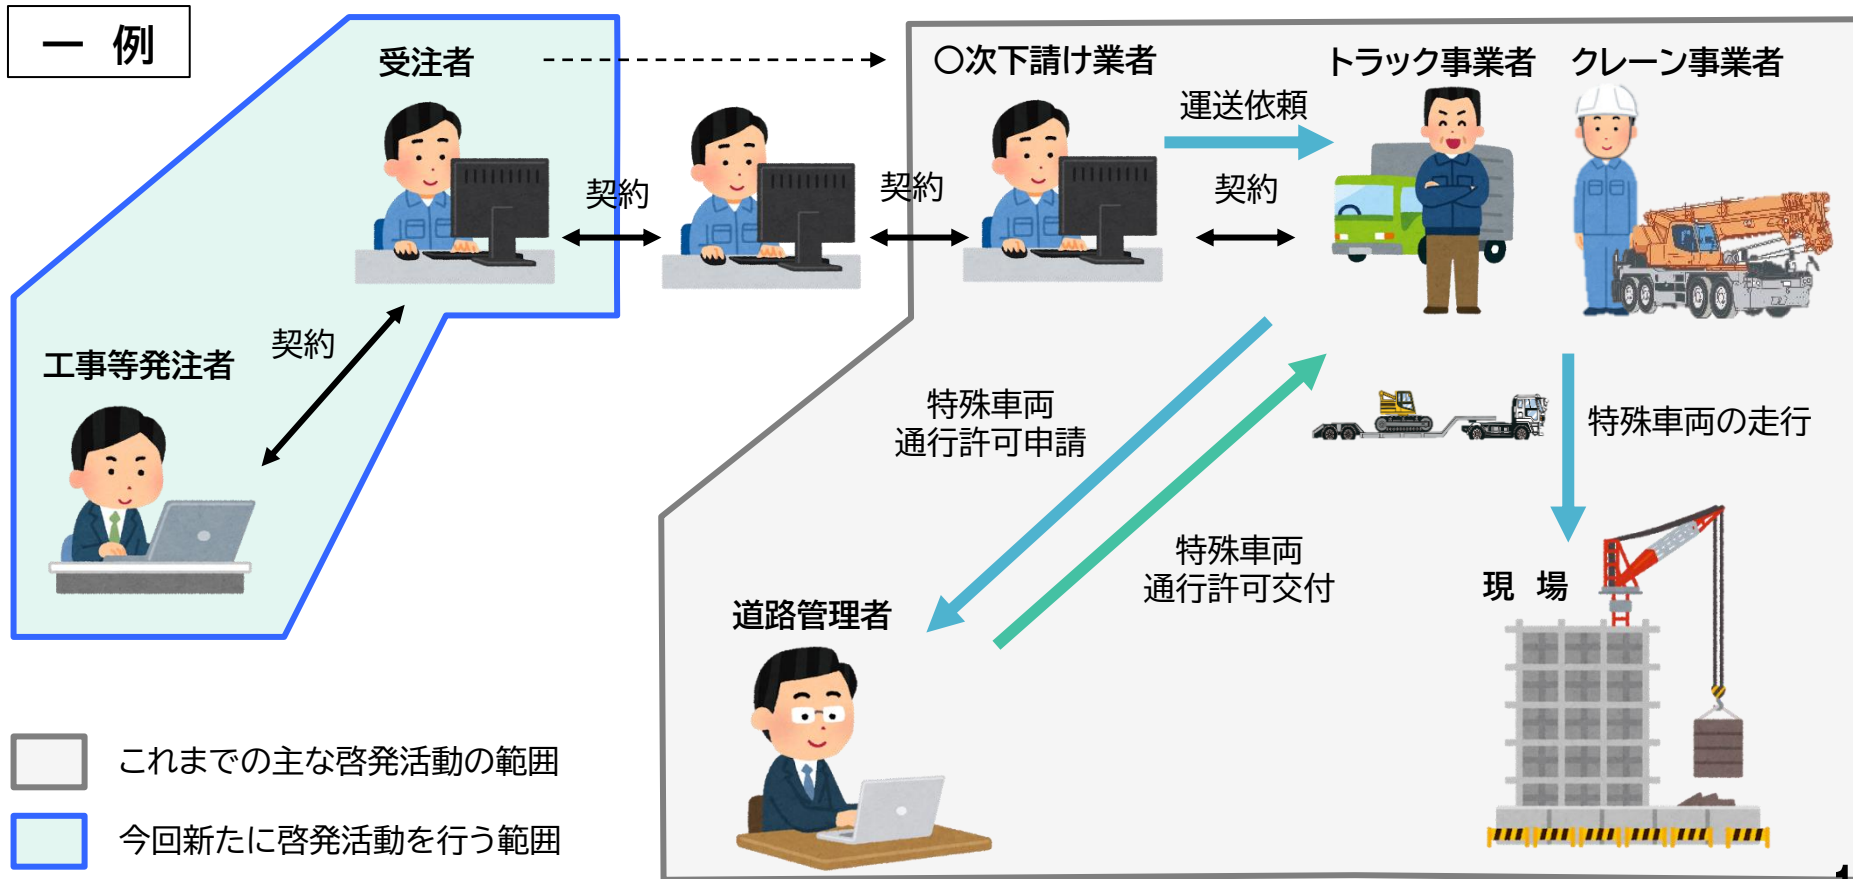 一 例
受注者
〇次下請け業者
トラック事業者
クレーン事業者
運送依頼
契約
契約
契約
契約
工事等発注者
特殊車両
通行許可申請
特殊車両の走行
特殊車両
通行許可交付
現 場
道路管理者
これまでの主な啓発活動の範囲
今回新たに啓発活動を行う範囲
1